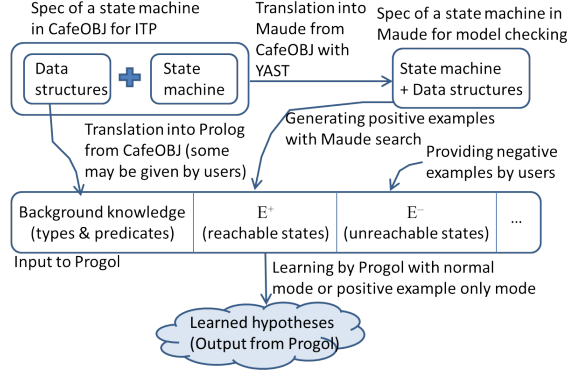 Spec of a state machine
in CafeOBJ for ITP
Translation into
Maude from
CafeOBJ with
YAST
Spec of a state machine in
Maude for model checking
Data
structures
State
machine
State machine
+ Data structures
Translation into Prolog
from CafeOBJ (some
may be given by users)
Generating positive examples
with Maude search
Providing negative
examples by users
Background knowledge
(types & predicates)
E⁺
(reachable states)
E⁻
(unreachable states)
...
Input to Progol
Learning by Progol with normal
mode or positive example only mode
Learned hypotheses
(Output from Progol)